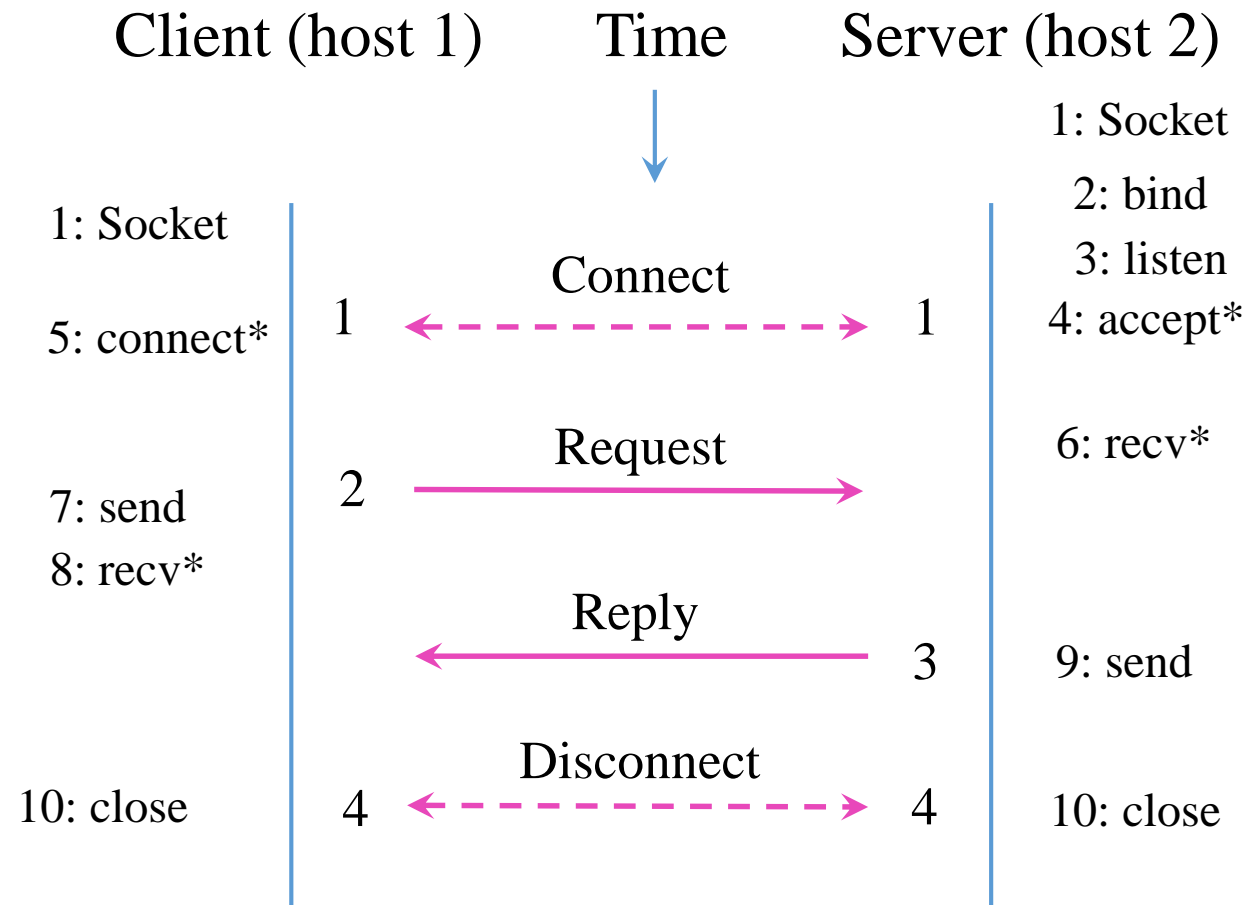 Client (host 1) Time Server (host 2)
1: Socket
2: bind
1: Socket
3: listen
Connect
1 1
4: accept*
5: connect*
Request
6: recv*
2
7: send
8: recv*
Reply
3
9: send
Disconnect
10: close
4 4
10: close